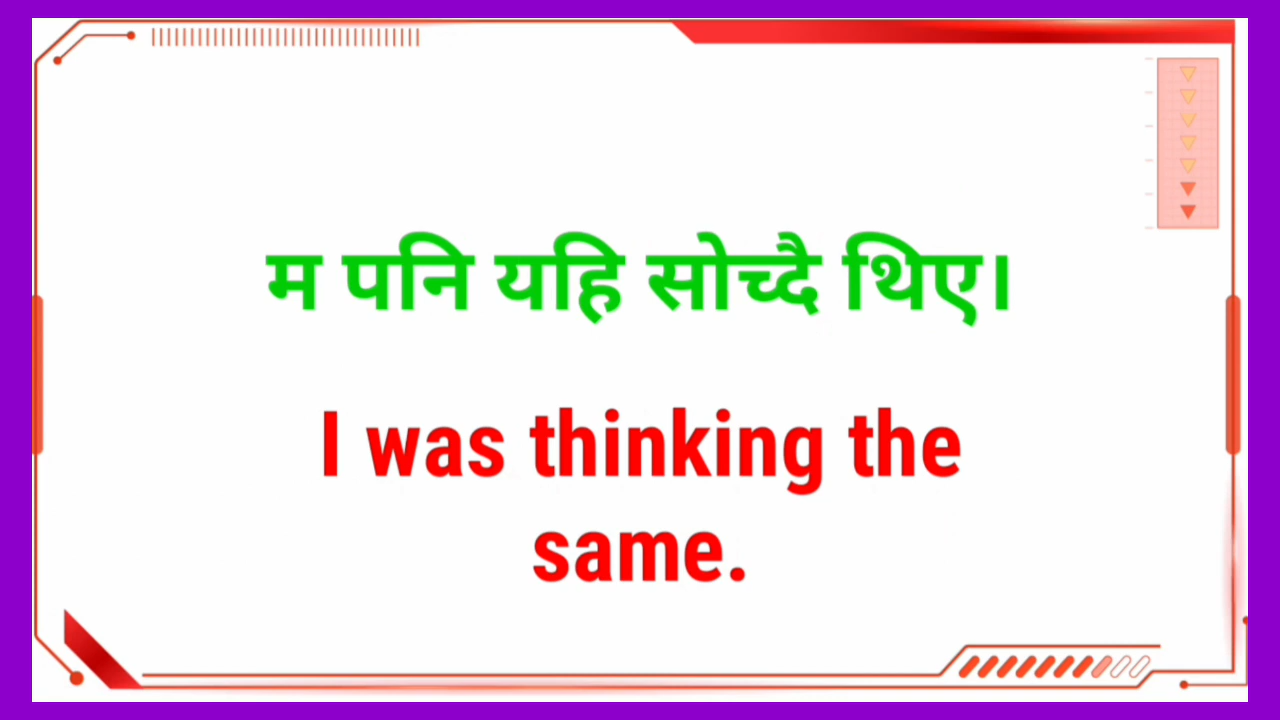 म पनि यहि सोच्दै थिए।
I was thinking the
same.